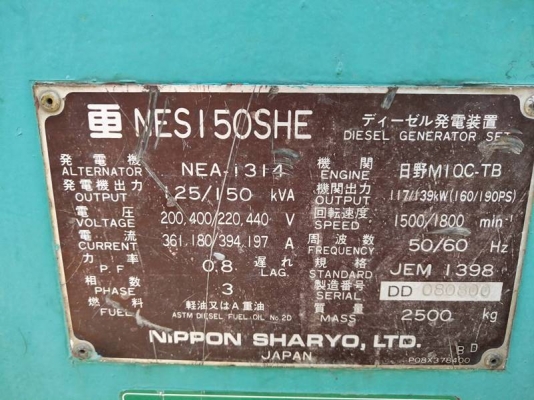 重 NES150SHE ディーゼル発電装置
DIESEL GENERATOR SET
発電機 ALTERNATOR NEA-1314
発電機出力 OUTPUT 125/150 kVA
電圧 VOLTAGE 200,400/220,440 V
電流 CURRENT 361,180/394,197 A
力率 P.F 0.8 遅れ LAG.
相数 PHASE 3
燃料 FUEL 軽油又はA重油
ASTM DIESEL FUEL OIL No.2D
機関 ENGINE 日野M10C-TB
機関出力 OUTPUT 117/139kW(160/190PS)
回転速度 SPEED 1500/1800 min⁻¹
周波数 FREQUENCY 50/60 Hz
規格 STANDARD JEM 1398
製造番号 SERIAL DD
質量 MASS 2500 kg
NIPPON SHARYO, LTD.
JAPAN
B D
P08X378400